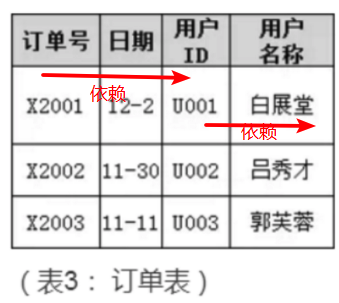 订单号 日期 用户ID 用户名称
依赖
X2001 12-2 U001 白展堂
依赖
X2002 11-30 U002 吕秀才
X2003 11-11 U003 郭芙蓉
(表3：订单表)